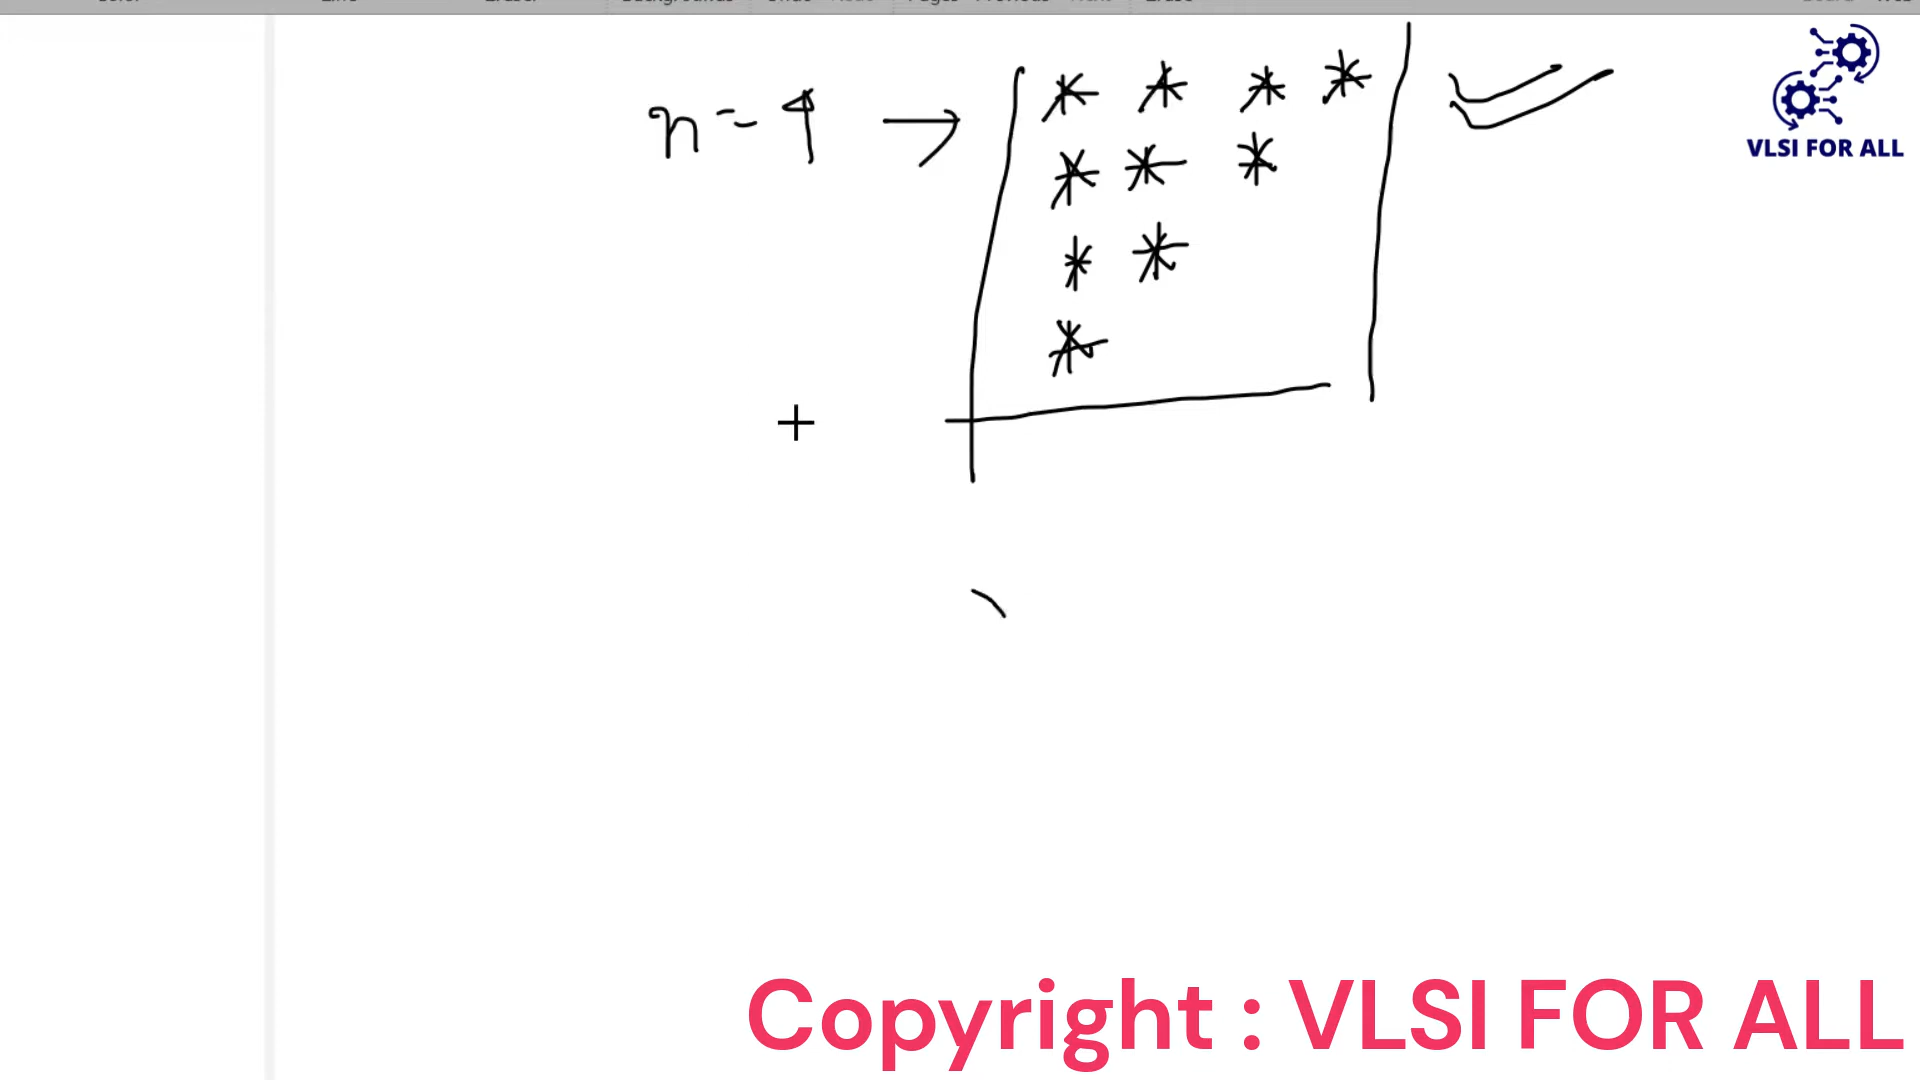 n = 4 → * * * *
* * *
* *
*
VLSI FOR ALL
Copyright : VLSI FOR ALL